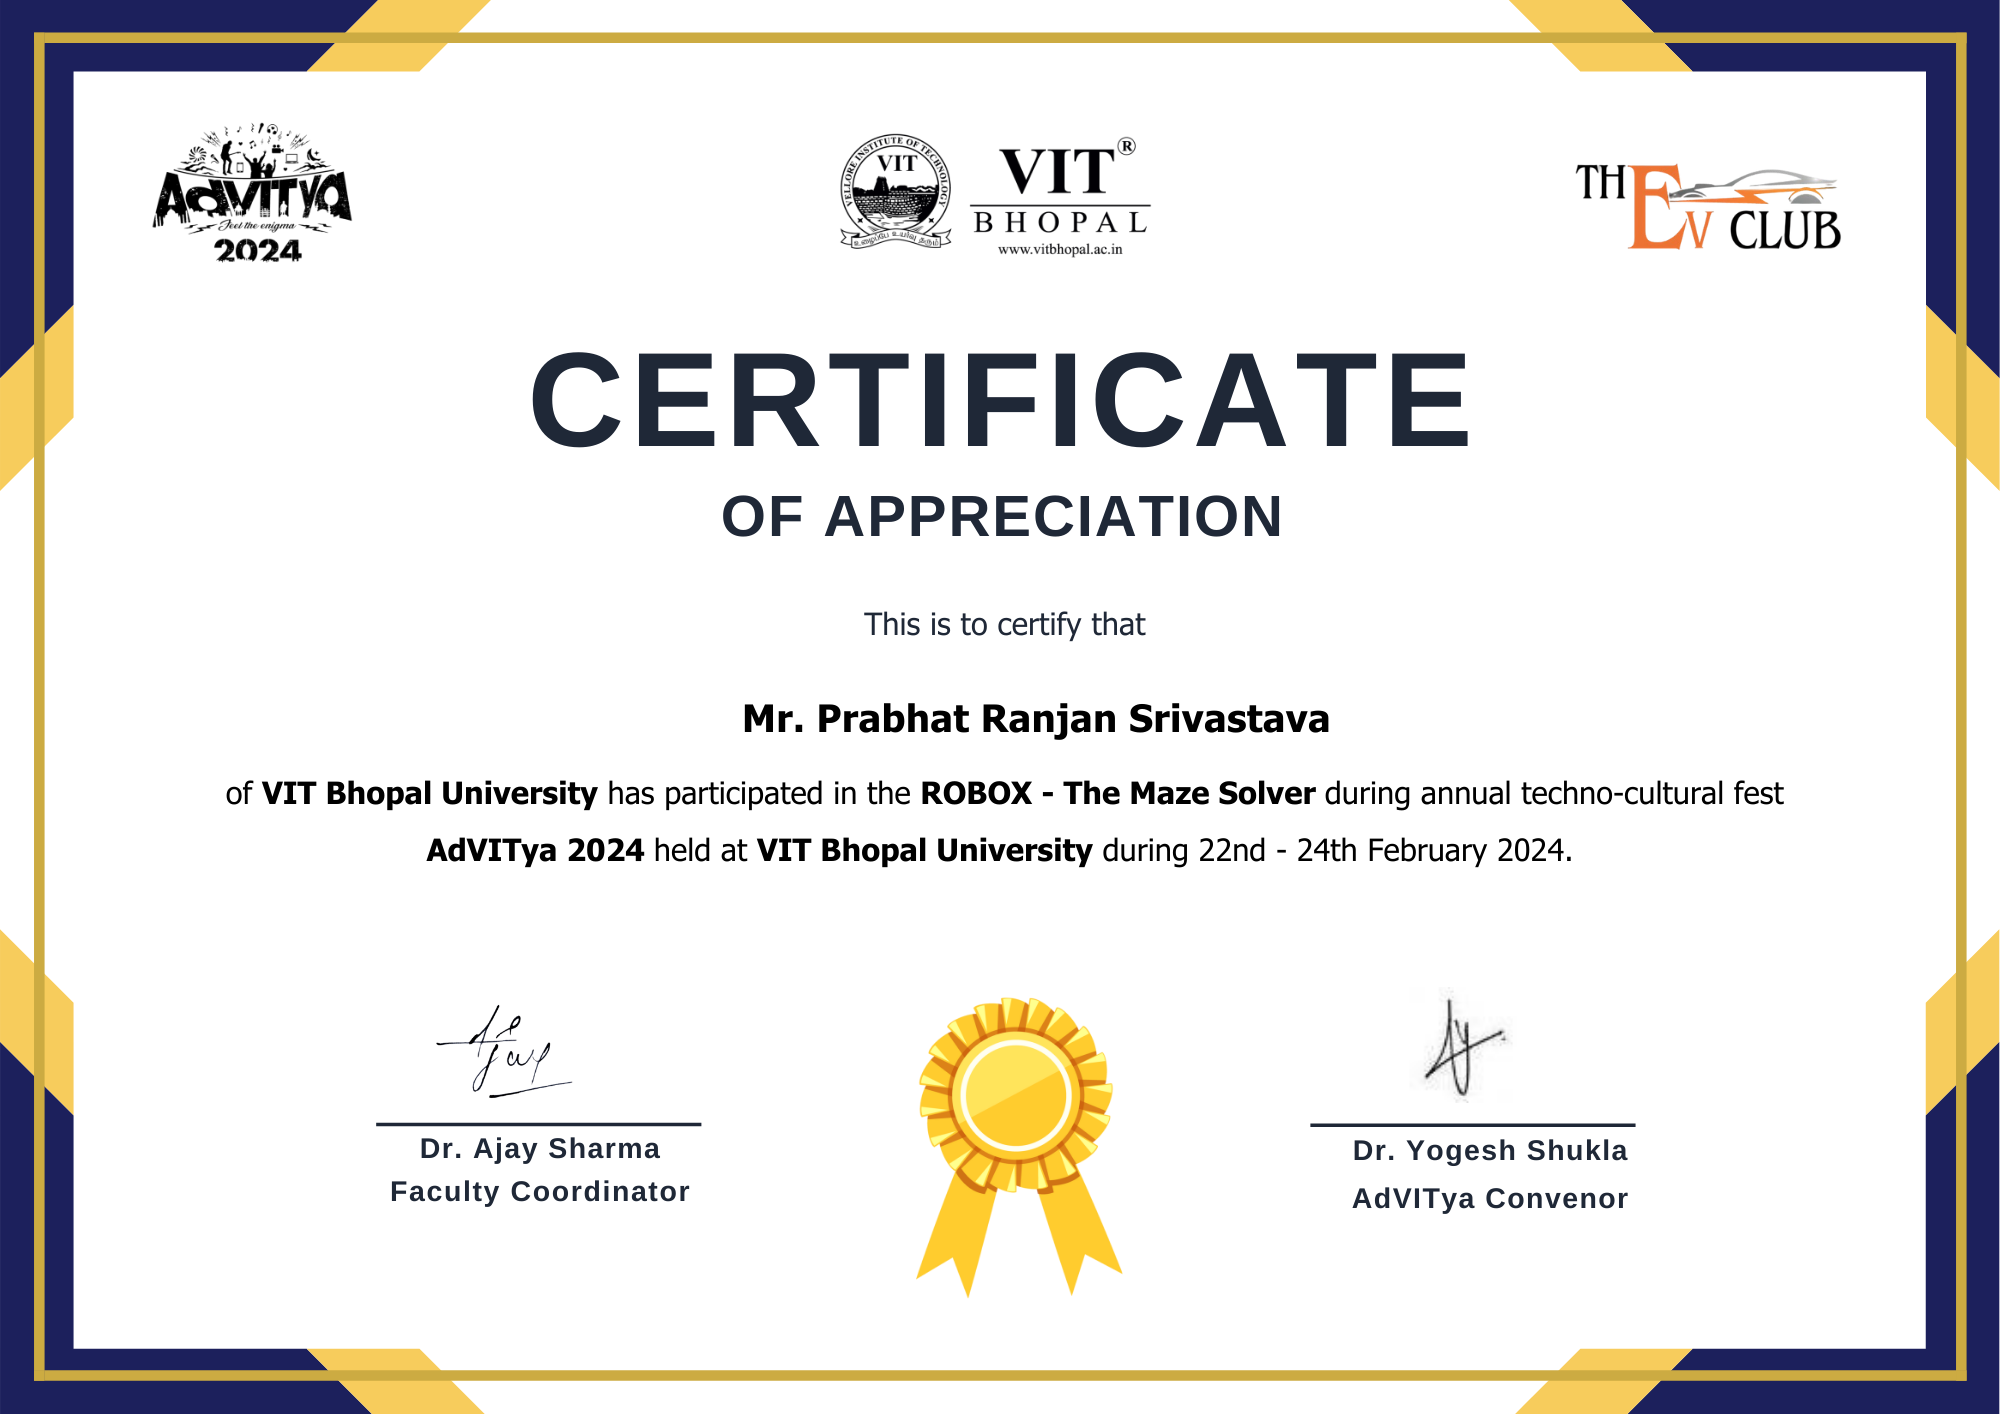 AdVITya
Feel the enigma
2024
VELLORE INSTITUTE OF TECHNOLOGY
VIT
VIT®
BHOPAL
www.vitbhopal.ac.in
THE EV CLUB
CERTIFICATE
OF APPRECIATION
This is to certify that
Mr. Prabhat Ranjan Srivastava
of VIT Bhopal University has participated in the ROBOX - The Maze Solver during annual techno-cultural fest
AdVITya 2024 held at VIT Bhopal University during 22nd - 24th February 2024.
Ajay
Dr. Ajay Sharma
Faculty Coordinator
Dr. Yogesh Shukla
AdVITya Convenor